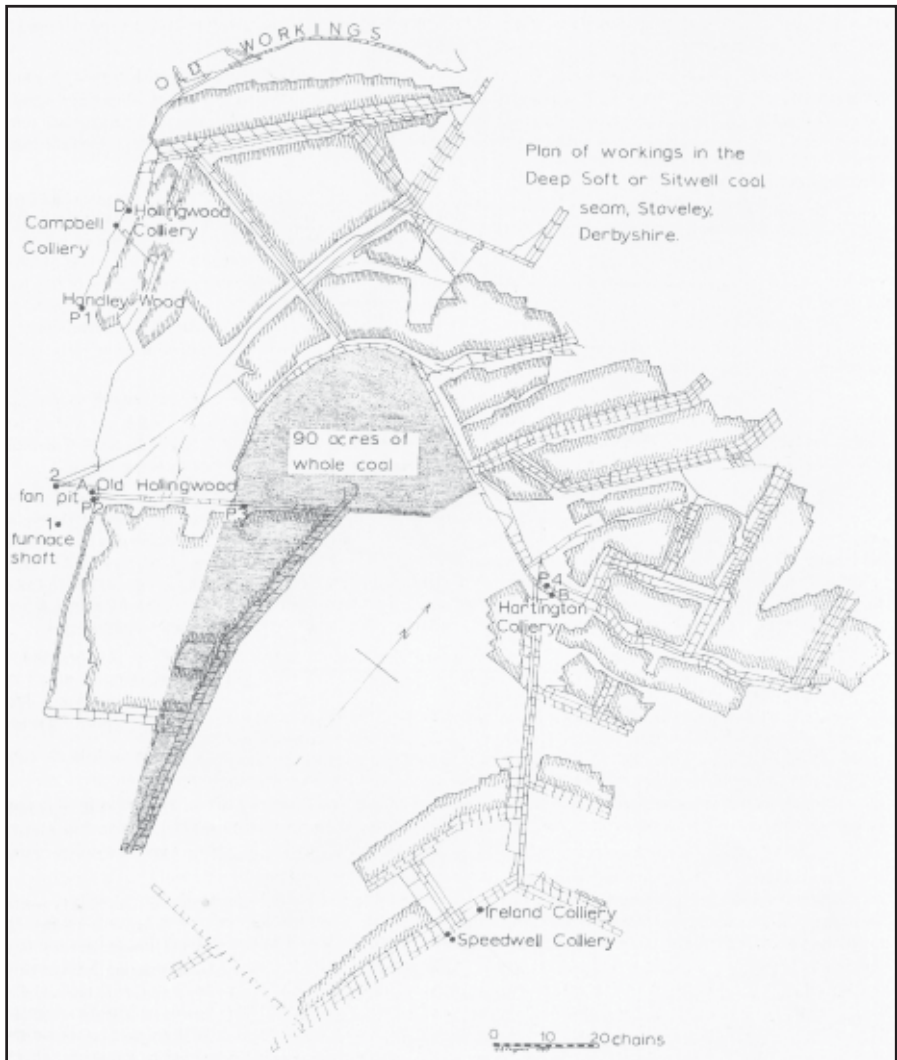 OLD WORKINGS
Plan of workings in the
Deep Soft or Sitwell coal
seam, Staveley,
Derbyshire.
D
Hollingwood
Colliery
Campbell
Colliery
Handley Wood
P1
90 acres of
whole coal
2
fan pit
A Old Hollingwood
P2
P3
1
furnace
shaft
P4
B
Hartington
Colliery
N
Ireland Colliery
Speedwell Colliery
0 10 20 chains